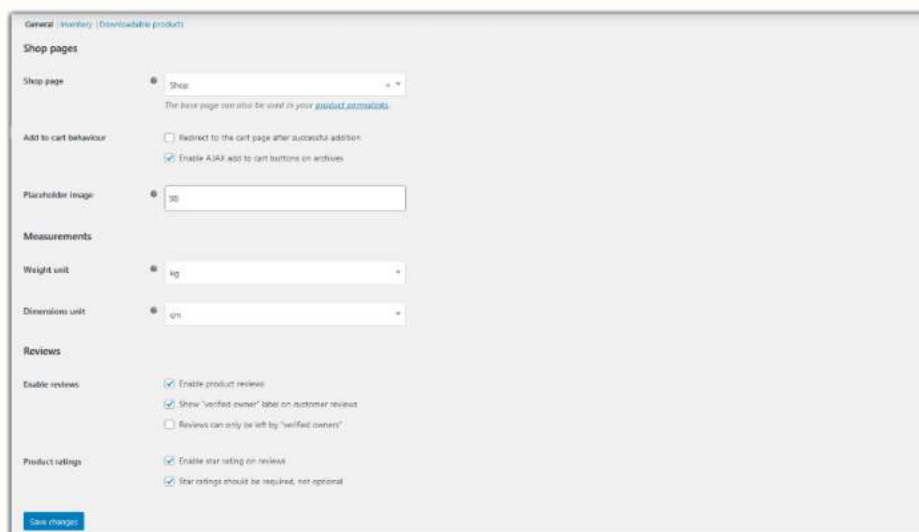 General | Inventory | Downloadable products
Shop pages
Shop page
Shop
× 
The base page can also be used in your product permalinks.
Add to cart behaviour
Redirect to the cart page after successful addition
Enable AJAX add to cart buttons on archives
Placeholder image
98
Measurements
Weight unit
kg
Dimensions unit
cm
Reviews
Enable reviews
Enable product reviews
Show "verified owner" label on customer reviews
Reviews can only be left by "verified owners"
Product ratings
Enable star rating on reviews
Star ratings should be required, not optional
Save changes